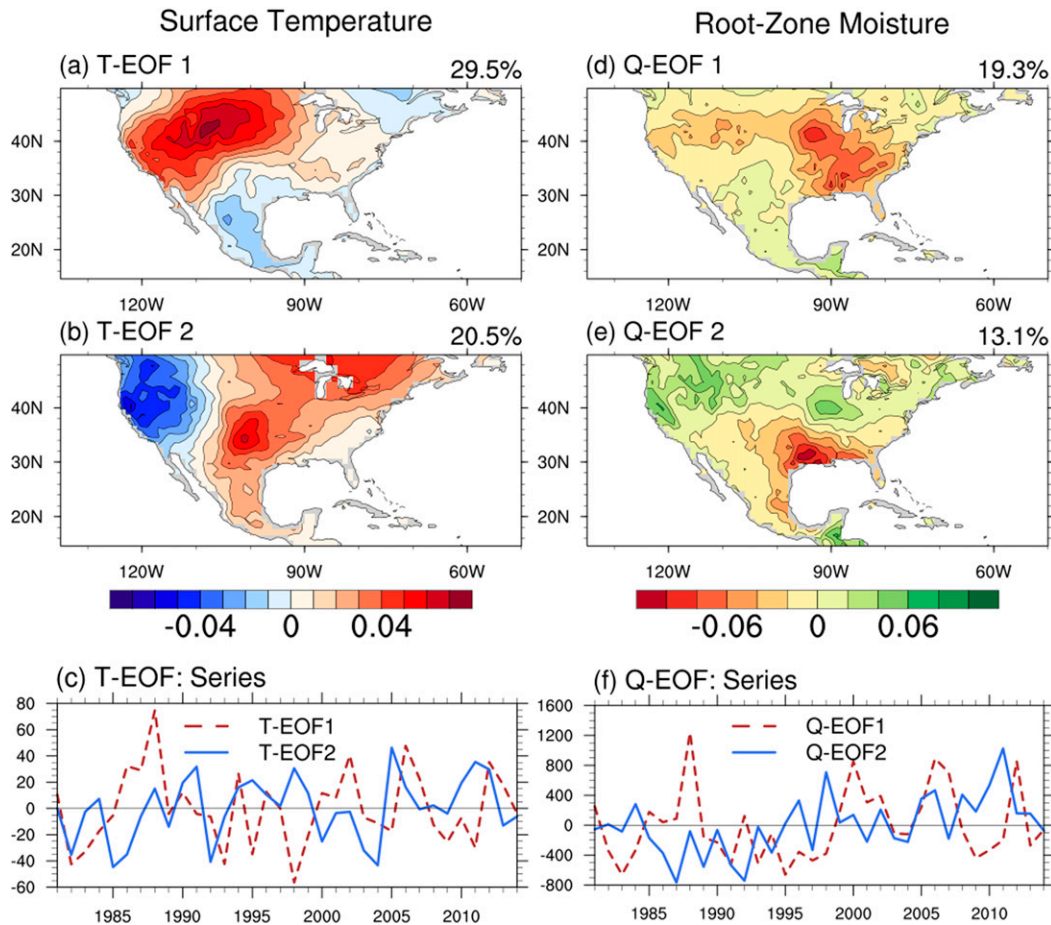 Surface Temperature
Root-Zone Moisture
(a) T-EOF 1
29.5%
(d) Q-EOF 1
19.3%
40N
30N
20N
40N
30N
20N
120W
90W
60W
120W
90W
60W
(b) T-EOF 2
20.5%
(e) Q-EOF 2
13.1%
40N
30N
20N
40N
30N
20N
120W
90W
60W
120W
90W
60W
-0.04
0
0.04
-0.06
0
0.06
(c) T-EOF: Series
(f) Q-EOF: Series
80
60
40
20
0
-20
-40
-60
T-EOF1
T-EOF2
1985
1990
1995
2000
2005
2010
1600
1200
800
400
0
-400
-800
Q-EOF1
Q-EOF2
1985
1990
1995
2000
2005
2010